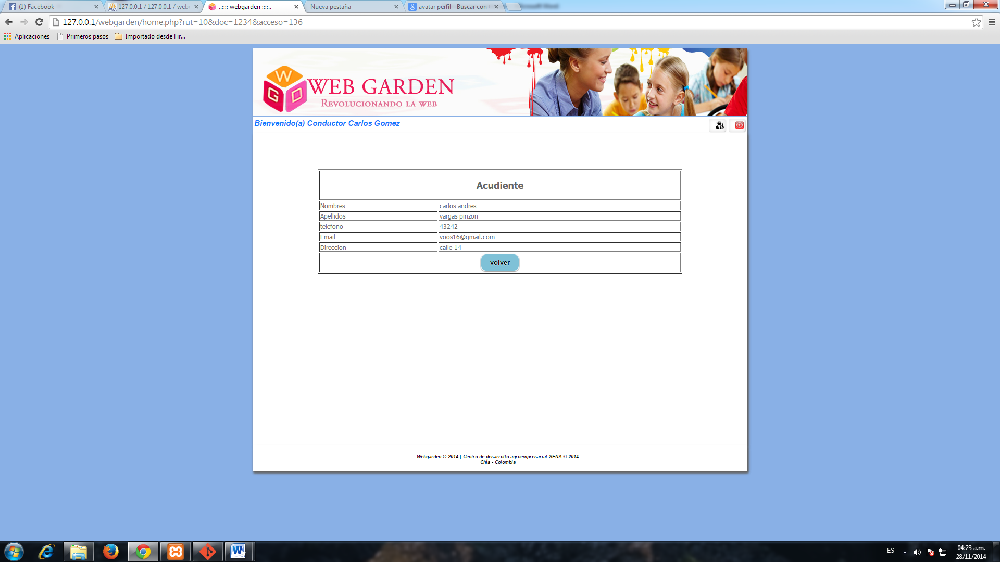 (1) Facebook
127.0.0.1 / 127.0.0.1 / web
..:::: webgarden ::::..
Nueva pestaña
avatar perfil - Buscar con
127.0.0.1/webgarden/home.php?rut=10&doc=1234&acceso=136
Aplicaciones
Primeros pasos
Importado desde Fir...
WGD
WEB GARDEN
REVOLUCIONANDO LA WEB
Bienvenido(a) Conductor Carlos Gomez
Acudiente
Nombres carlos andres
Apellidos vargas pinzon
telefono 43242
Email voos16@gmail.com
Direccion calle 14
volver
Webgarden © 2014 | Centro de desarrollo agroempresarial SENA © 2014
Chía - Colombia
ES
04:23 a.m.
28/11/2014